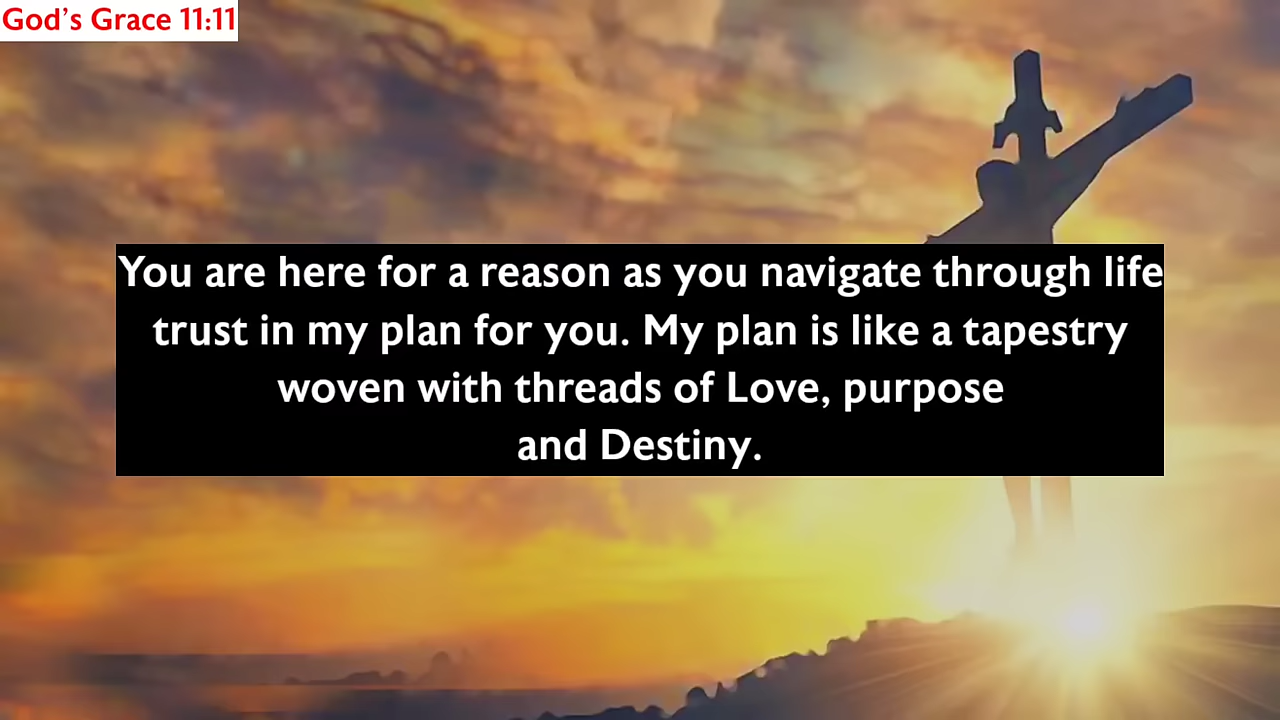 God’s Grace 11:11
You are here for a reason as you navigate through life
trust in my plan for you. My plan is like a tapestry
woven with threads of Love, purpose
and Destiny.